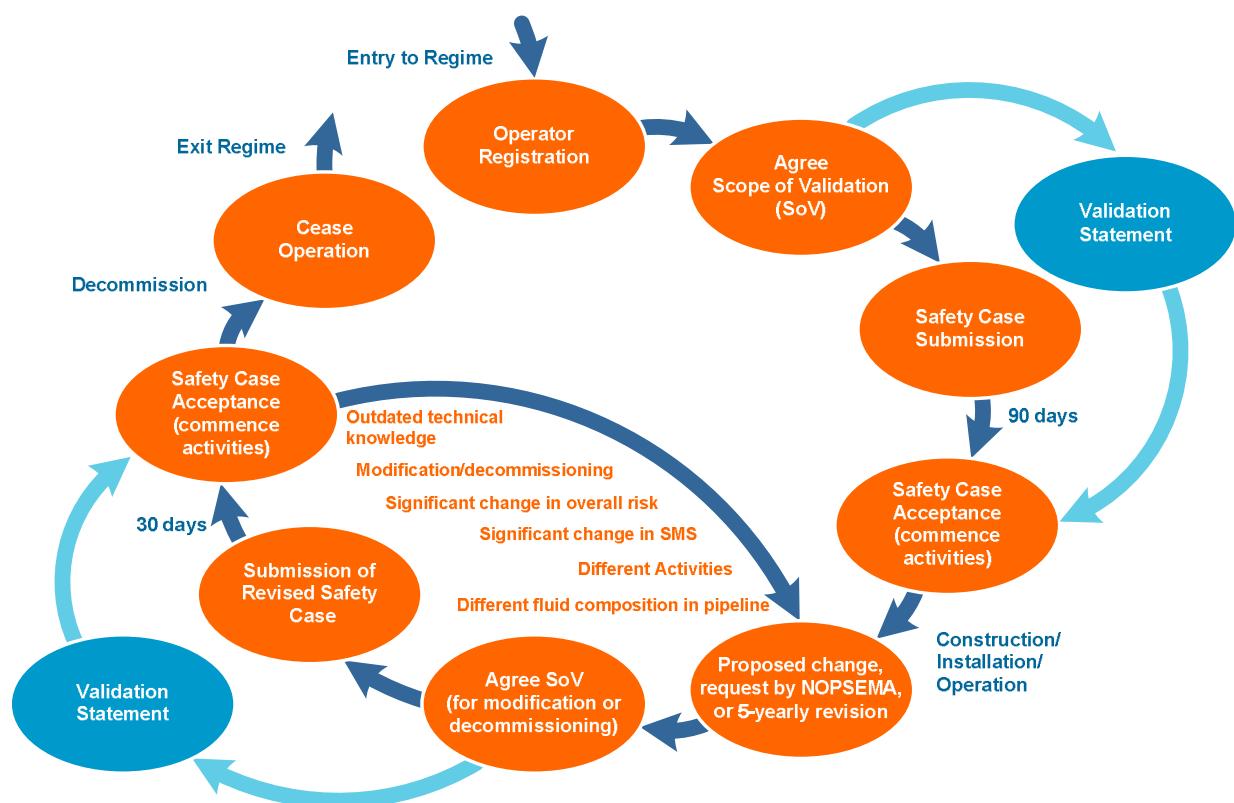 Entry to Regime
Operator
Registration
Agree
Scope of Validation
(SoV)
Validation
Statement
Safety Case
Submission
90 days
Safety Case
Acceptance
(commence
activities)
Construction/
Installation/
Operation
Proposed change,
request by NOPSEMA,
or 5-yearly revision
Agree SoV
(for modification or
decommissioning)
Validation
Statement
Submission of
Revised Safety
Case
30 days
Safety Case
Acceptance
(commence
activities)
Outdated technical
knowledge
Modification/decommissioning
Significant change in overall risk
Significant change in SMS
Different Activities
Different fluid composition in pipeline
Decommission
Cease
Operation
Exit Regime